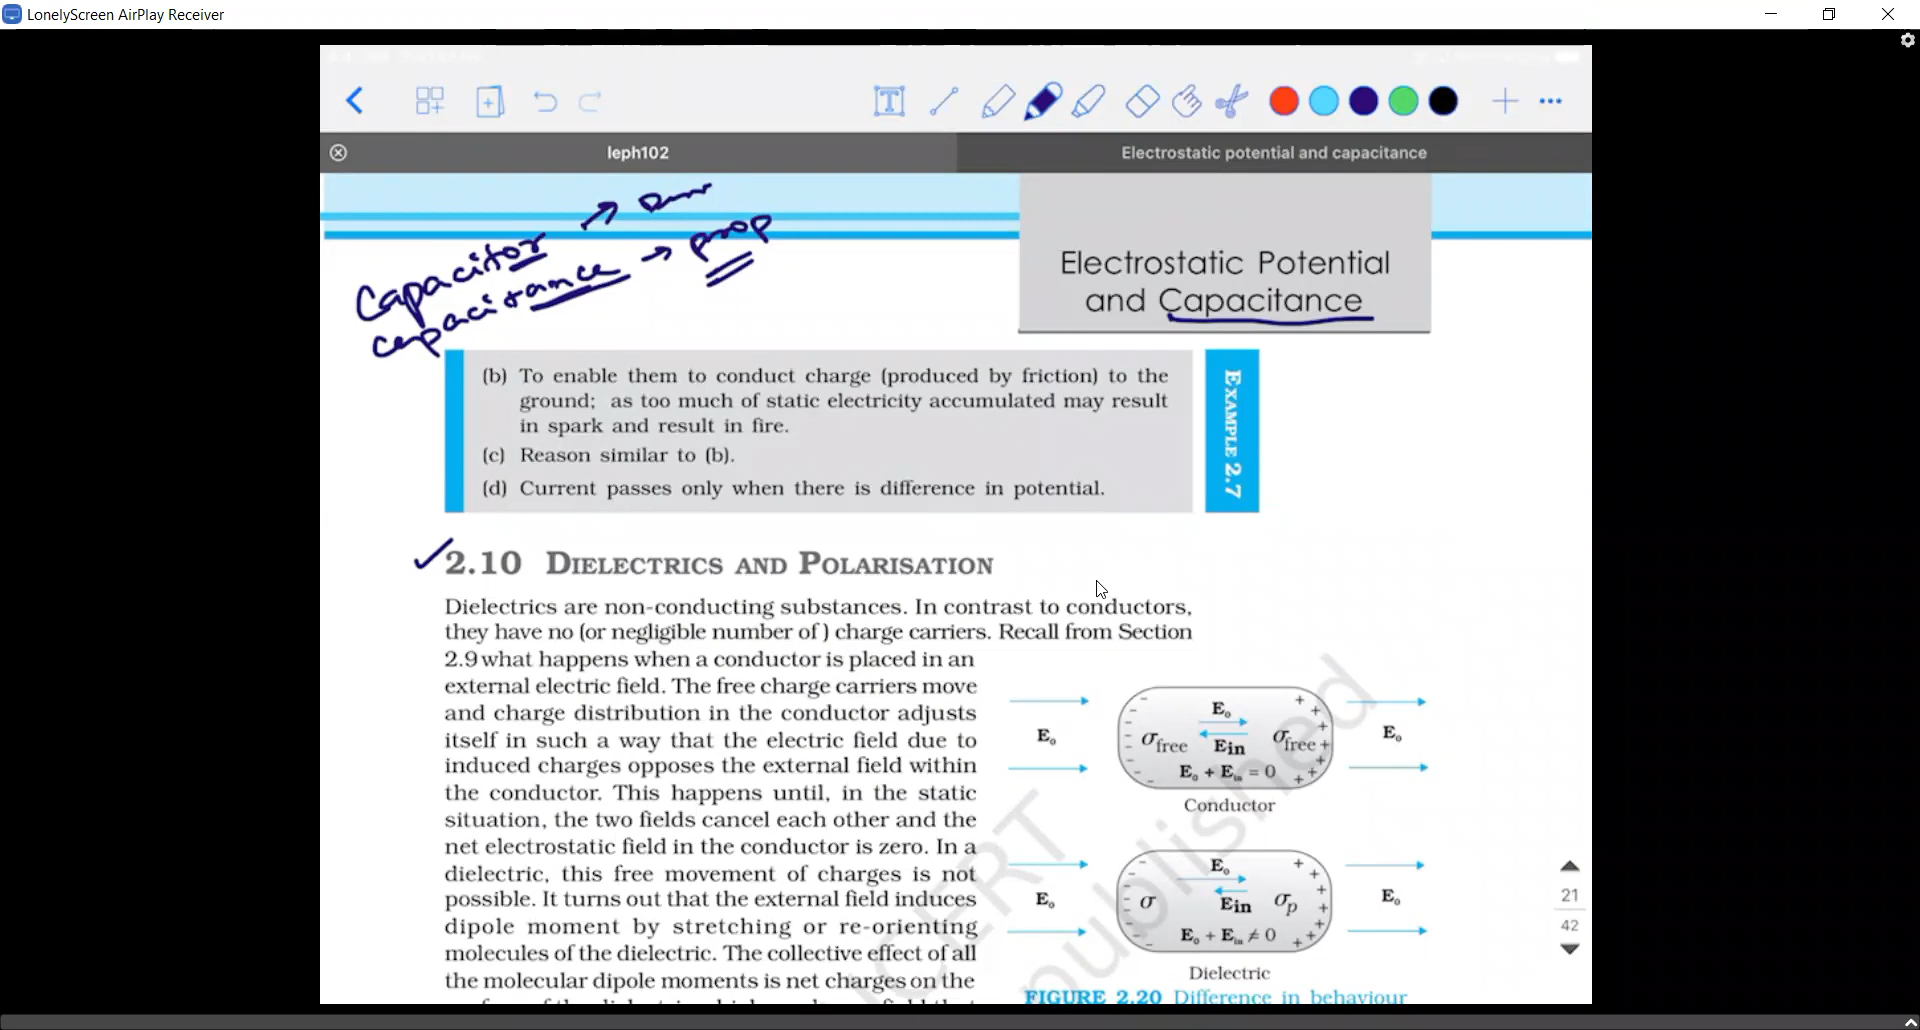 LonelyScreen AirPlay Receiver
leph102
Electrostatic potential and capacitance
Capacitor →
Capacitance → prop
Electrostatic Potential
and Capacitance
(b) To enable them to conduct charge (produced by friction) to the
ground; as too much of static electricity accumulated may result
in spark and result in fire.
(c) Reason similar to (b).
(d) Current passes only when there is difference in potential.
EXAMPLE 2.7
2.10 DIELECTRICS AND POLARISATION
Dielectrics are non-conducting substances. In contrast to conductors,
they have no (or negligible number of ) charge carriers. Recall from Section
2.9 what happens when a conductor is placed in an
external electric field. The free charge carriers move
and charge distribution in the conductor adjusts
itself in such a way that the electric field due to
induced charges opposes the external field within
the conductor. This happens until, in the static
situation, the two fields cancel each other and the
net electrostatic field in the conductor is zero. In a
dielectric, this free movement of charges is not
possible. It turns out that the external field induces
dipole moment by stretching or re-orienting
molecules of the dielectric. The collective effect of all
the molecular dipole moments is net charges on the
E₀
E₀
σfree Ein σfree
E₀ + Eᵢₙ = 0
E₀
Conductor
E₀
E₀
σ Ein σp
E₀ + Eᵢₙ ≠ 0
E₀
Dielectric
FIGURE 2.20 Difference in behaviour
21
42